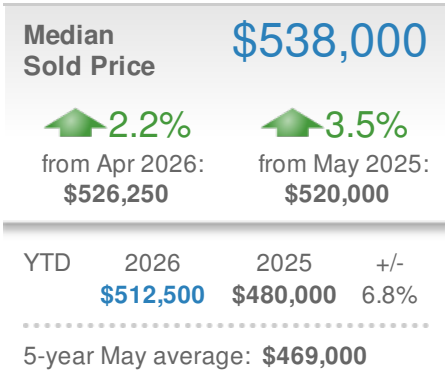 Median $538,000
Sold Price
2.2% 3.5%
from Apr 2026: from May 2025:
$526,250 $520,000
YTD 2026 2025 +/-
$512,500 $480,000 6.8%
5-year May average: $469,000